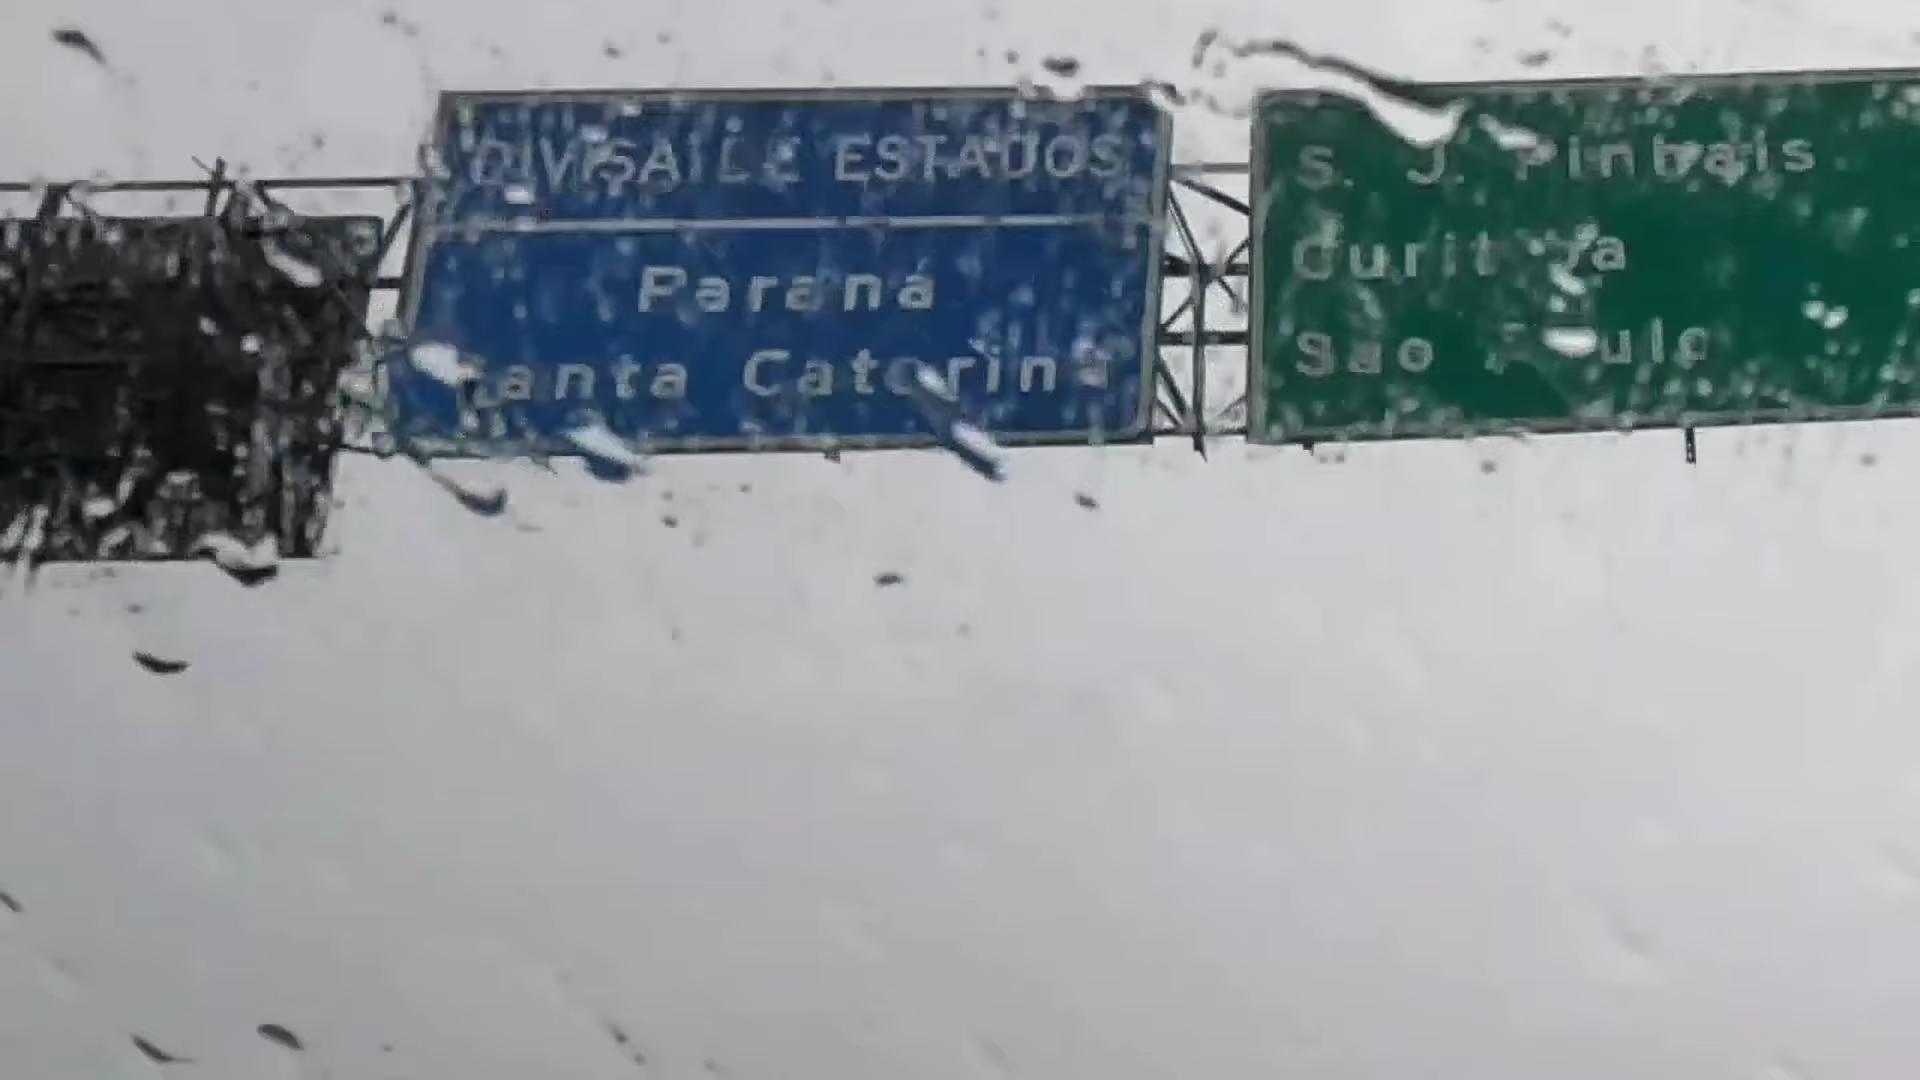 DIVISA DE ESTADOS
Paraná
Santa Catarina
S. J. Pinhais
Curitiba
São Paulo